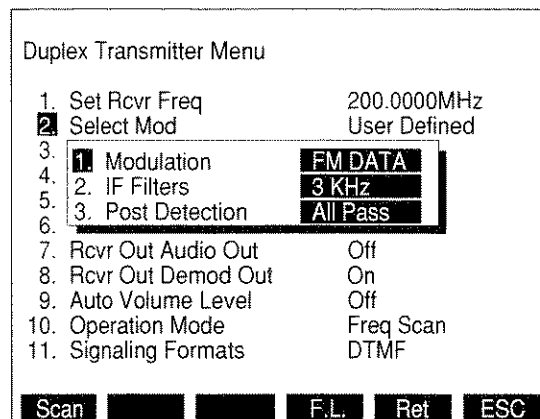 Duplex Transmitter Menu
1. Set Rcvr Freq 200.0000MHz
2. Select Mod User Defined
3.
1. Modulation FM DATA
4.
2. IF Filters 3 KHz
5.
3. Post Detection All Pass
6.
7. Rcvr Out Audio Out Off
8. Rcvr Out Demod Out On
9. Auto Volume Level Off
10. Operation Mode Freq Scan
11. Signaling Formats DTMF
Scan F.L. Ret ESC